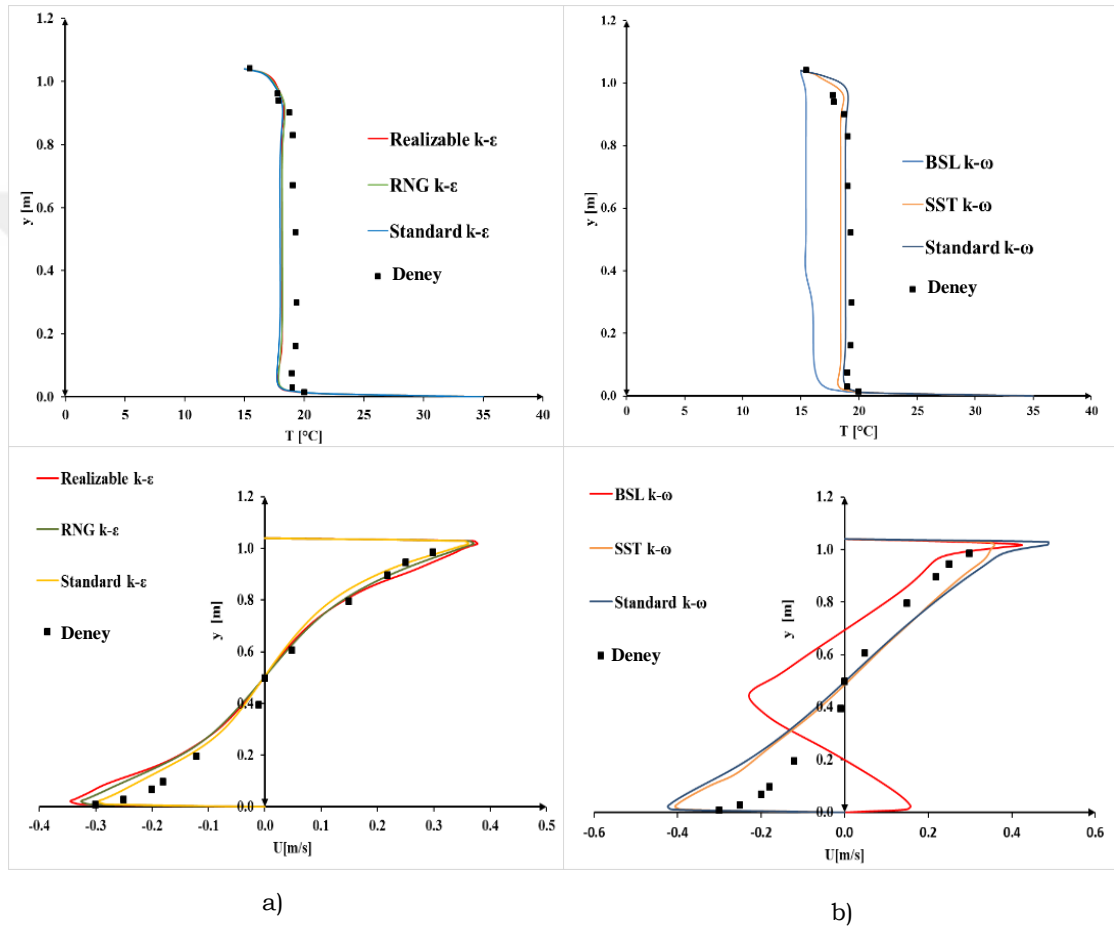 1.2
1.0
0.8
0.6
0.4
0.2
0.0
y [m]
0 5 10 15 20 25 30 35 40
T [°C]
Realizable k-ε
RNG k-ε
Standard k-ε
Deney
1.2
1.0
0.8
0.6
0.4
0.2
0.0
y [m]
0 5 10 15 20 25 30 35 40
T [°C]
BSL k-ω
SST k-ω
Standard k-ω
Deney
Realizable k-ε
RNG k-ε
Standard k-ε
Deney
1.2
1.0
0.8
0.6
0.4
0.2
0.0
y [m]
-0.4 -0.3 -0.2 -0.1 0.0 0.1 0.2 0.3 0.4 0.5
U[m/s]
BSL k-ω
SST k-ω
Standard k-ω
Deney
1.2
1.0
0.8
0.6
0.4
0.2
0.0
y [m]
-0.6 -0.4 -0.2 0.0 0.2 0.4 0.6
U[m/s]
a)
b)